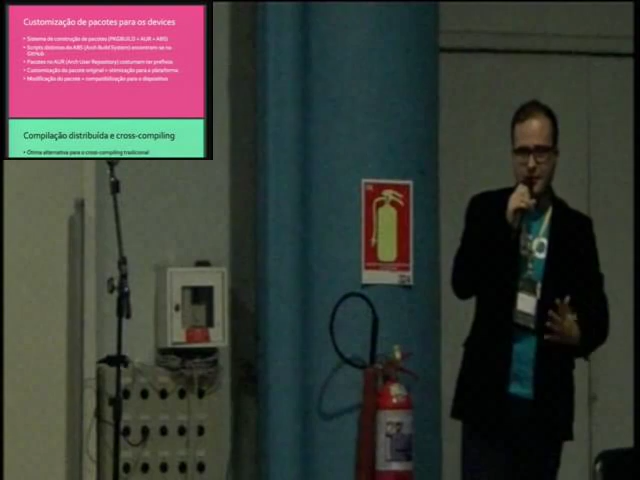 Customização de pacotes para os devices
• Sistema de construção de pacotes (PKGBUILD + AUR + ABS)
• Scripts distintos do ABS (Arch Build System) encontram-se na
GitHub
• Pacotes no AUR (Arch User Repository) costumam ter prefixos
• Customização do pacote original + otimização para a plataforma
• Modificação do pacote + compatibilização para o dispositivo
Compilação distribuída e cross-compiling
• Ótima alternativa para o cross-compiling tradicional